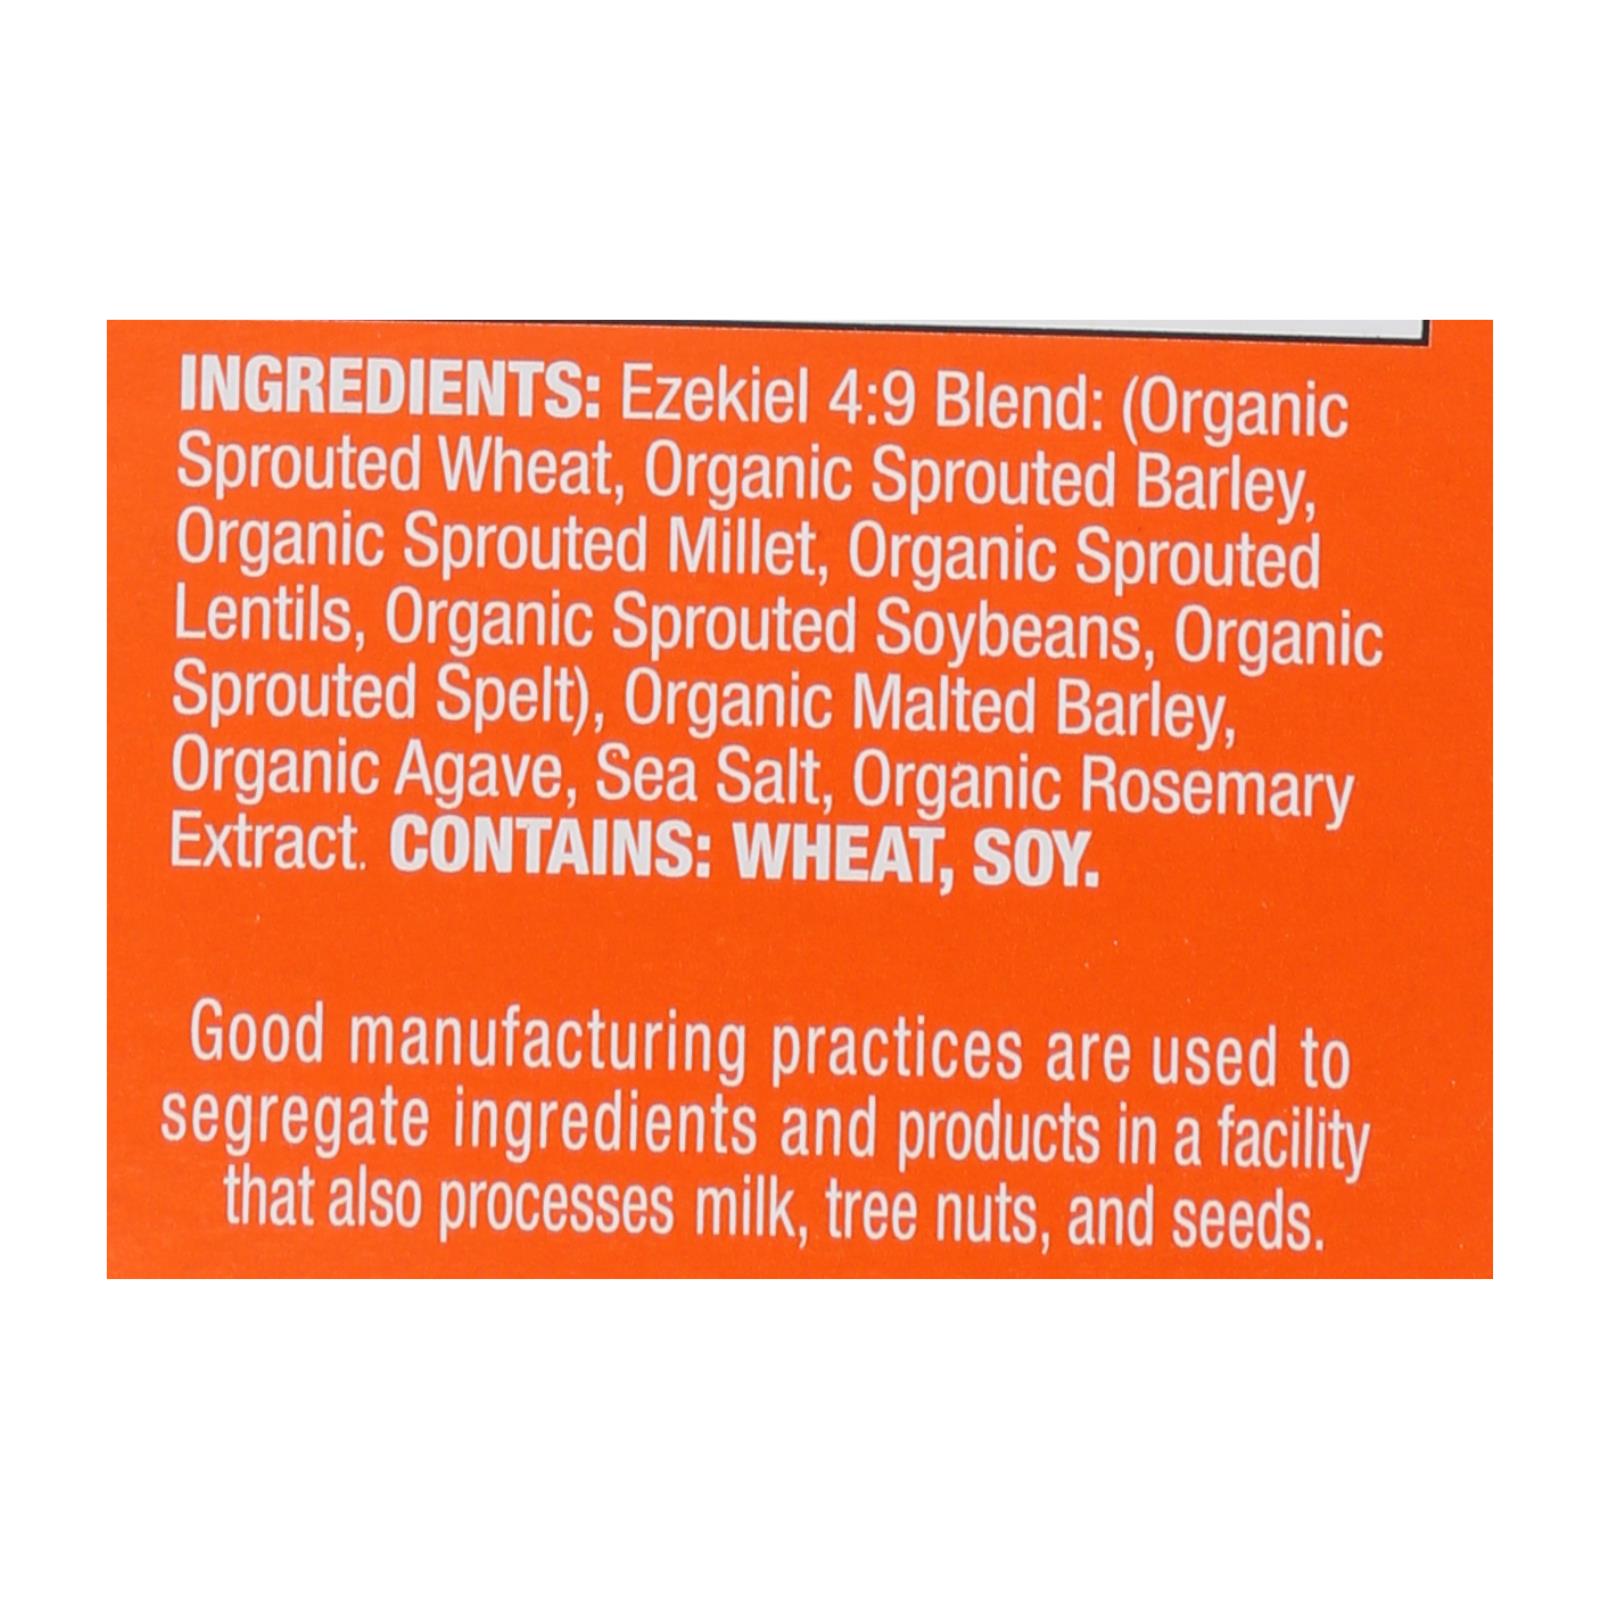 INGREDIENTS: Ezekiel 4:9 Blend: (Organic
Sprouted Wheat, Organic Sprouted Barley,
Organic Sprouted Millet, Organic Sprouted
Lentils, Organic Sprouted Soybeans, Organic
Sprouted Spelt), Organic Malted Barley,
Organic Agave, Sea Salt, Organic Rosemary
Extract. CONTAINS: WHEAT, SOY.
Good manufacturing practices are used to
segregate ingredients and products in a facility
that also processes milk, tree nuts, and seeds.